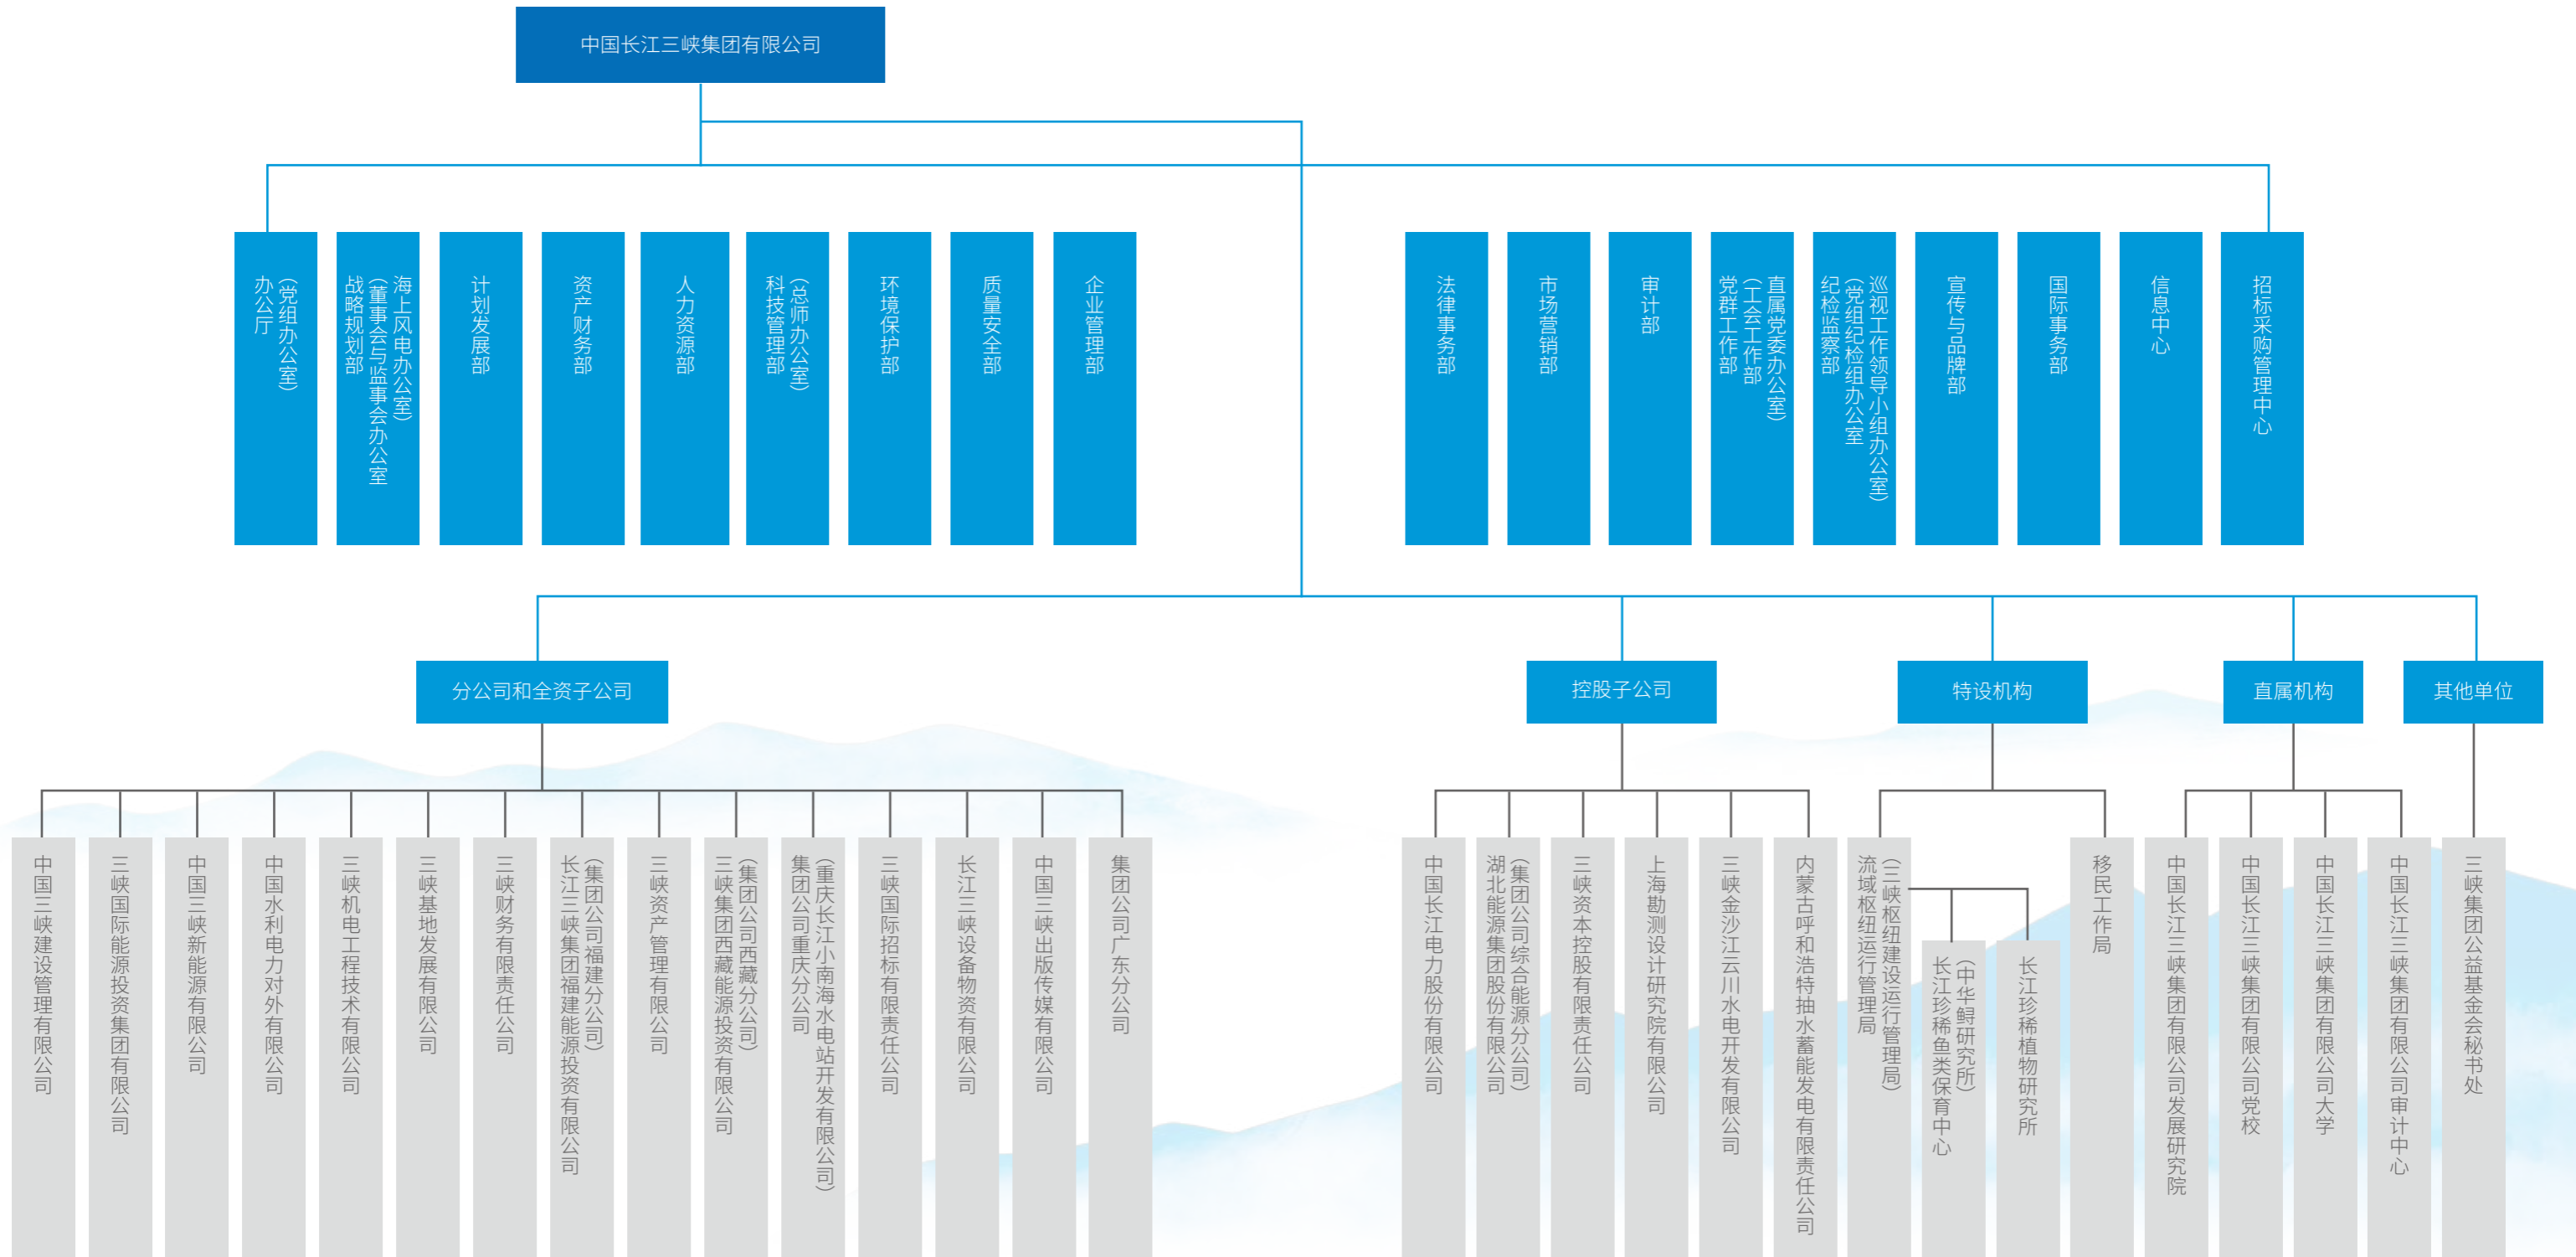 中国长江三峡集团有限公司
办公厅
（党组办公室）
战略规划部
（董事会与监事会办公室
海上风电办公室）
计划发展部
资产财务部
人力资源部
科技管理部
（总师办公室）
环境保护部
质量安全部
企业管理部
法律事务部
市场营销部
审计部
党群工作部
（工会工作部
直属党委办公室）
纪检监察部
（党组纪检组办公室
巡视工作领导小组办公室）
宣传与品牌部
国际事务部
信息中心
招标采购管理中心
分公司和全资子公司
控股子公司
特设机构
直属机构
其他单位
中国三峡建设管理有限公司
三峡国际能源投资集团有限公司
中国三峡新能源有限公司
中国水利电力对外有限公司
三峡机电工程技术有限公司
三峡基地发展有限公司
三峡财务有限责任公司
长江三峡集团福建能源投资有限公司
（集团公司福建分公司）
三峡资产管理有限公司
三峡集团西藏能源投资有限公司
（集团公司西藏分公司）
集团公司重庆分公司
（重庆长江小南海水电站开发有限公司）
三峡国际招标有限责任公司
长江三峡设备物资有限公司
中国三峡出版传媒有限公司
集团公司广东分公司
中国长江电力股份有限公司
湖北能源集团股份有限公司
（集团公司综合能源分公司）
三峡资本控股有限责任公司
上海勘测设计研究院有限公司
三峡金沙江云川水电开发有限公司
内蒙古呼和浩特抽水蓄能发电有限责任公司
流域枢纽运行管理局
（三峡枢纽建设运行管理局）
长江珍稀鱼类保育中心
（中华鲟研究所）
长江珍稀植物研究所
移民工作局
中国长江三峡集团有限公司发展研究院
中国长江三峡集团有限公司党校
中国长江三峡集团有限公司大学
中国长江三峡集团有限公司审计中心
三峡集团公益基金会秘书处